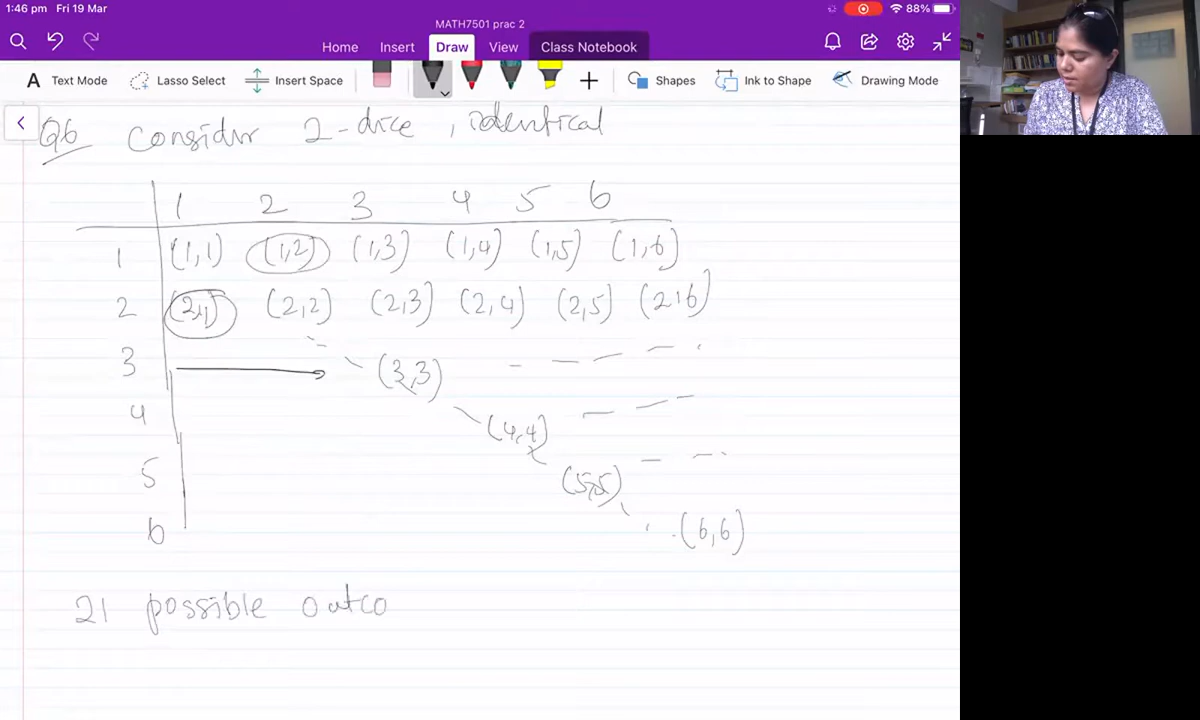 1:46 pm Fri 19 Mar
88%
MATH7501 prac 2
Home Insert Draw View Class Notebook
A Text Mode Lasso Select Insert Space Shapes Ink to Shape Drawing Mode
Q6 Consider 2-dice, identical
1 2 3 4 5 6
1 (1,1) (1,2) (1,3) (1,4) (1,5) (1,6)
2 (2,1) (2,2) (2,3) (2,4) (2,5) (2,6)
3 (3,3)
4 (4,4)
5 (5,5)
6 (6,6)
21 possible outco